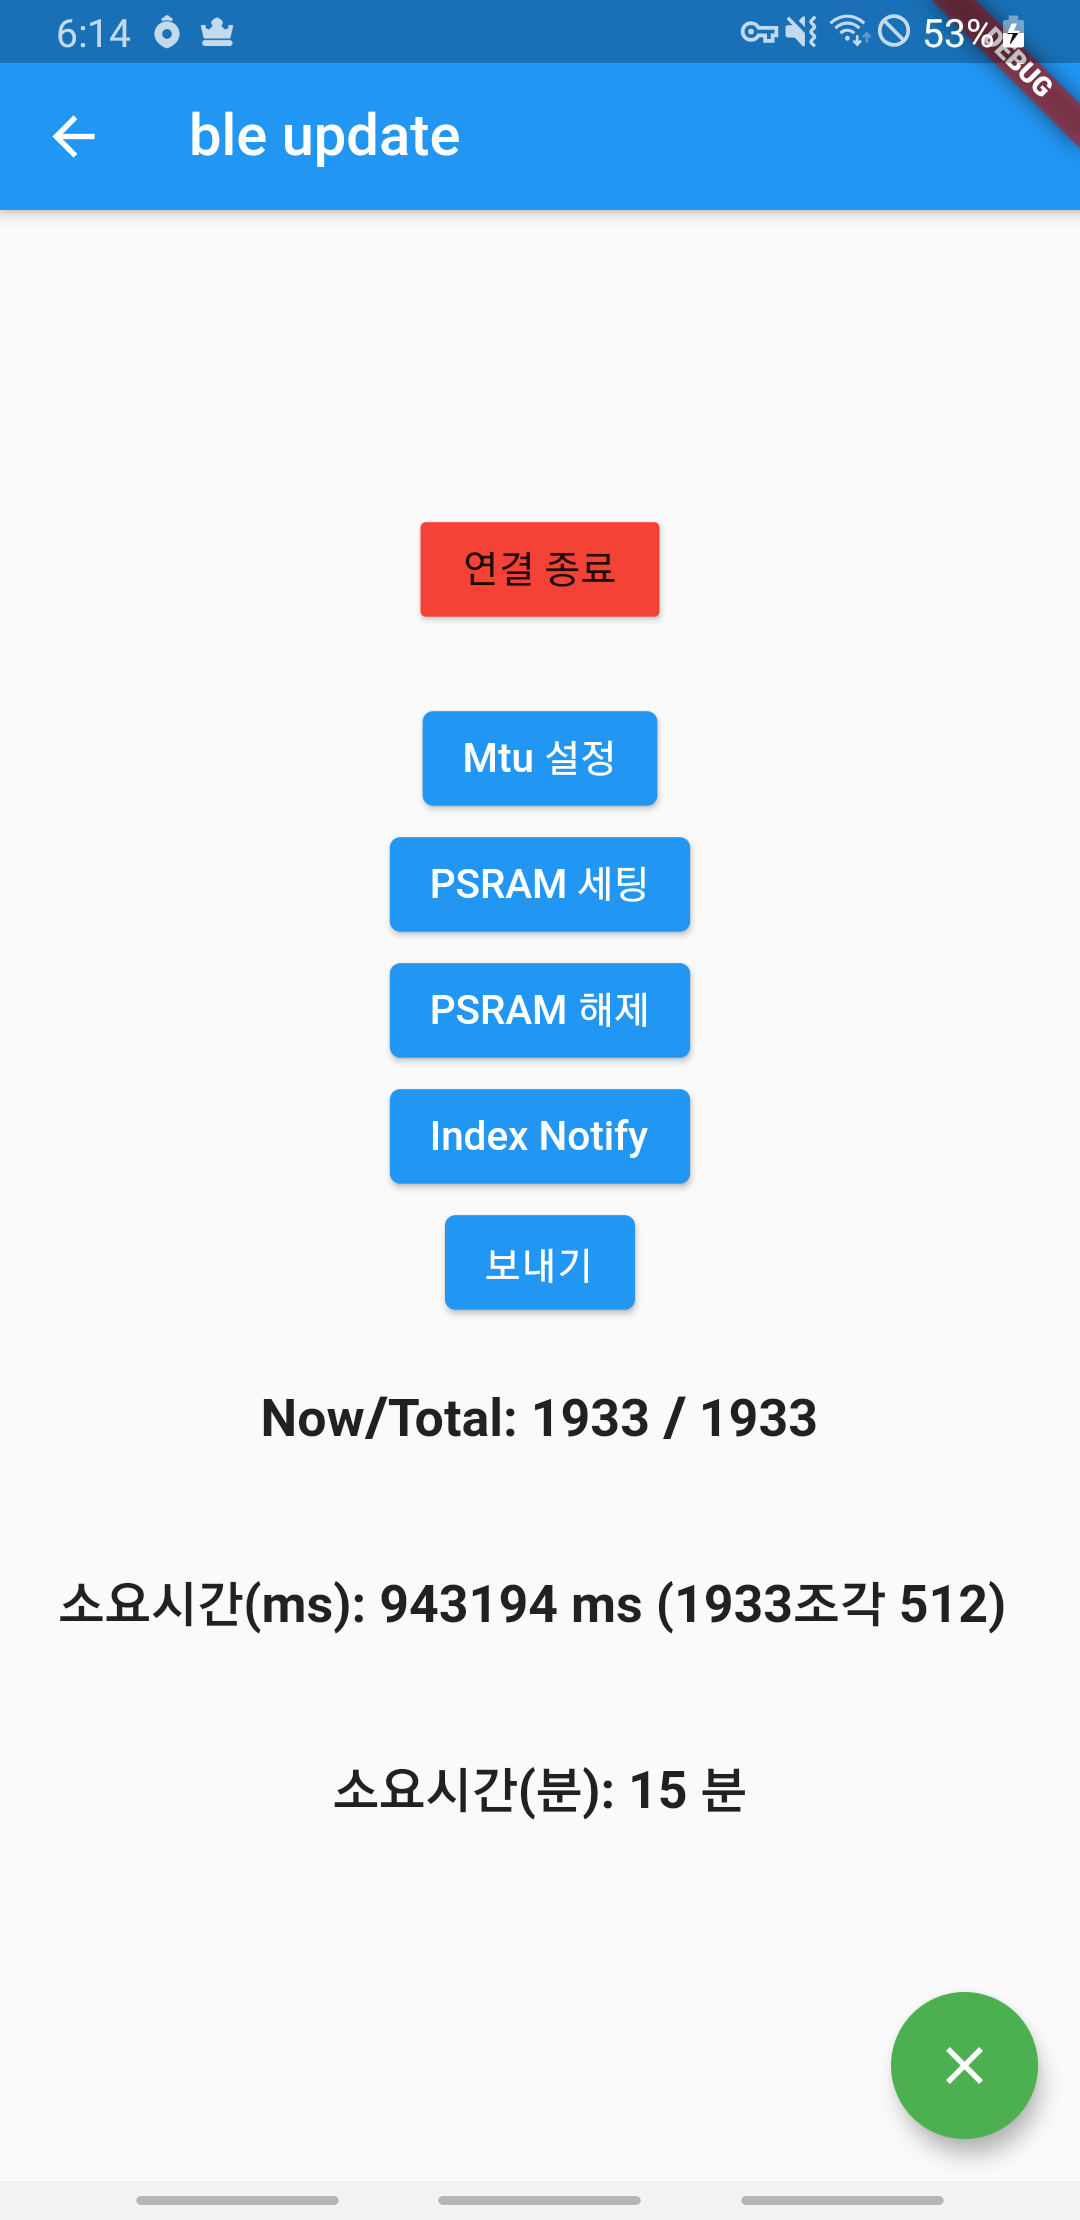 6:14
53%
DEBUG
ble update
연결 종료
Mtu 설정
PSRAM 세팅
PSRAM 해제
Index Notify
보내기
Now/Total: 1933 / 1933
소요시간(ms): 943194 ms (1933조각 512)
소요시간(분): 15 분